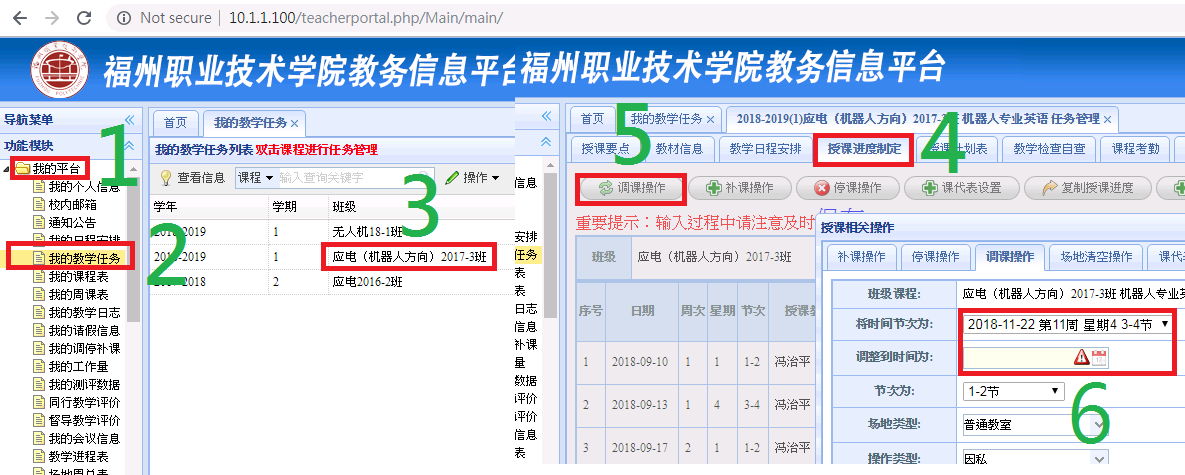 Not secure | 10.1.1.100/teacherportal.php/Main/main/
福州职业技术学院教务信息平台
福州职业技术学院教务信息平台
导航菜单
功能模块
1
我的平台
我的个人信息
校内邮箱
通知公告
我的日程安排
2
我的教学任务
我的课程表
我的周课表
我的教学日志
我的请假信息
我的调停补课
我的工作量
我的测评数据
同行教学评价
督导教学评价
我的会议信息
教学进程表
场地周总表
首页 我的教学任务
我的教学任务列表 双击课程进行任务管理
查看信息 课程 输入查询关键字 操作
3
学年 学期 班级
2018-2019 1 无人机18-1班
2018-2019 1 应电（机器人方向）2017-3班
2017-2018 2 应电2016-2班
信息
安排
任务
表
表
日志
信息
补课
量
数据
评价
评价
信息
表
5
首页 我的教学任务 2018-2019(1)应电（机器人方向）2017-3班 机器人专业英语 任务管理
4
授课要点 教材信息 教学日程安排 授课进度制定 授课计划表 教学检查自查 课程考勤
调课操作 补课操作 停课操作 课代表设置 复制授课进度
重要提示：输入过程中请注意及时保存
班级 应电（机器人方向）2017-3班
序号 日期 周次 星期 节次 授课
1 2018-09-10 1 1 1-2 冯治平
2 2018-09-13 1 4 3-4 冯治平
3 2018-09-17 2 1 1-2 冯治平
授课相关操作
补课操作 停课操作 调课操作 场地清空操作 课代
班级课程: 应电（机器人方向）2017-3班 机器人专业英
将时间节次为: 2018-11-22 第11周 星期4 3-4节
调整到时间为:
6
节次为: 1-2节
场地类型: 普通教室
操作类型: 因私